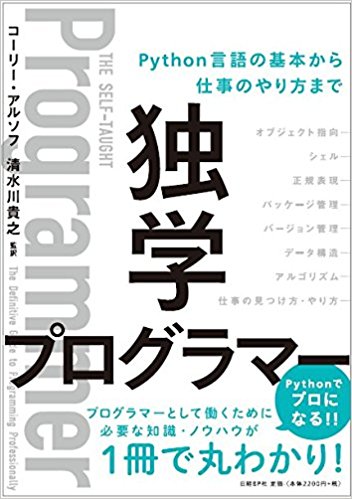 Python言語の基本から
仕事のやり方まで
オブジェクト指向
シェル
正規表現
パッケージ管理
バージョン管理
データ構造
アルゴリズム
仕事の見つけ方・やり方
THE SELF-TAUGHT
Programmer
The Definitive Guide to Programming Professionally
コーリー・アルソフ 清水川貴之 監訳
独学
プログラマー
Pythonで
プロに
なる!!
プログラマーとして働くために
必要な知識・ノウハウが
1冊で丸わかり!
日経BP社 定価(本体2200円+税)